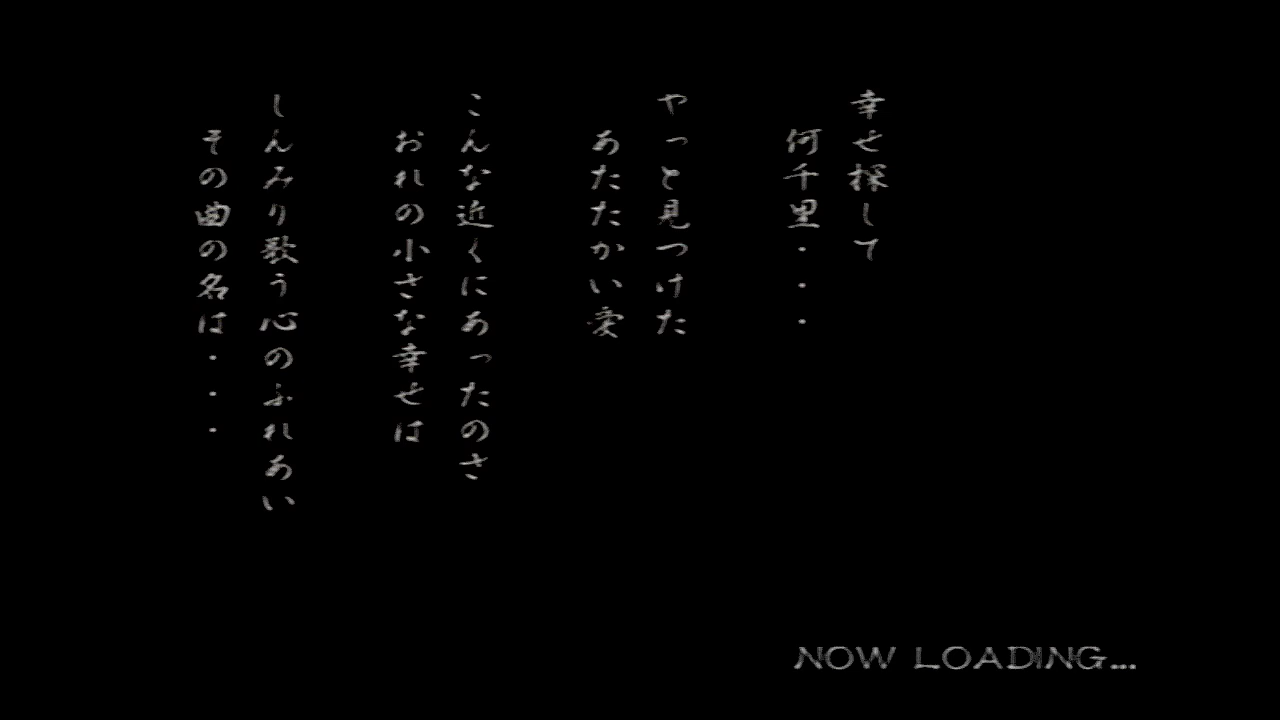 幸せ探して
何千里・・・
やっと見つけた
あたたかい愛
こんな近くにあったのさ
おれの小さな幸せは
しんみり歌う心のふれあい
その曲の名は・・・
NOW LOADING...